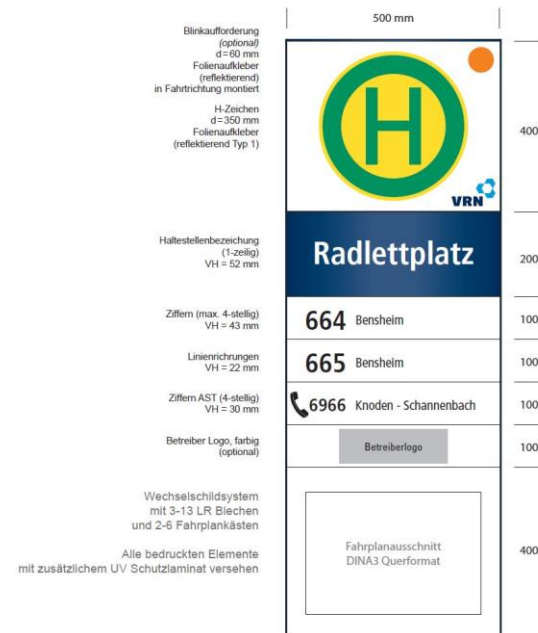 500 mm
Blinkaufforderung
(optional)
d=60 mm
Folienaufkleber
(reflektierend)
in Fahrtrichtung montiert
H-Zeichen
d=350 mm
Folienaufkleber
(reflektierend Typ 1)
H
400
VRN
Haltestellenbezeichung
(1-zeilig)
VH = 52 mm
Radlettplatz
200
Ziffern (max. 4-stellig)
VH = 43 mm
664 Bensheim
100
Linienrichrungen
VH = 22 mm
665 Bensheim
100
Ziffern AST (4-stellig)
VH = 30 mm
6966 Knoden - Schannenbach
100
Betreiber Logo, farbig
(optional)
Betreiberlogo
100
Wechselschildsystem
mit 3-13 LR Blechen
und 2-6 Fahrplankästen
Alle bedruckten Elemente
mit zusätzlichem UV Schutzlaminat versehen
Fahrplanausschnitt
DINA3 Querformat
400